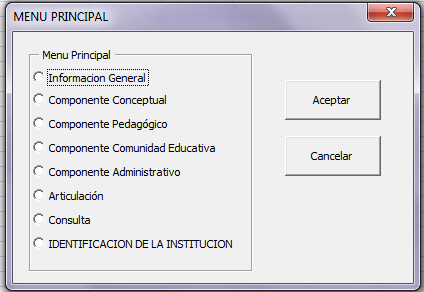 MENU PRINCIPAL
Menu Principal
Informacion General
Componente Conceptual
Componente Pedagógico
Componente Comunidad Educativa
Componente Administrativo
Articulación
Consulta
IDENTIFICACION DE LA INSTITUCION
Aceptar
Cancelar